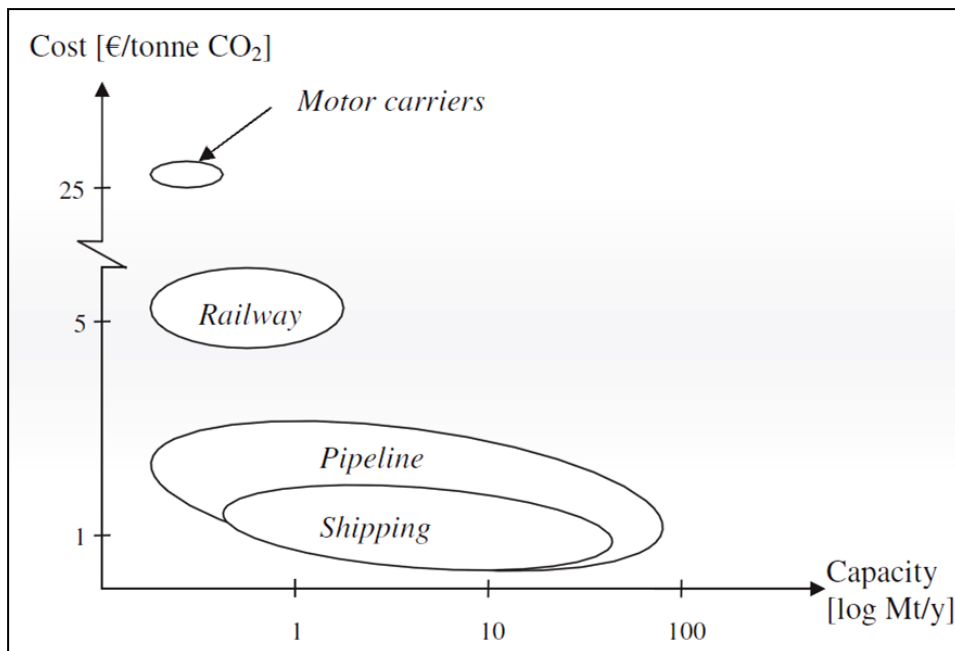 Cost [€/tonne CO₂]
Motor carriers
25
Railway
5
Pipeline
Shipping
1
Capacity
[log Mt/y]
1 10 100